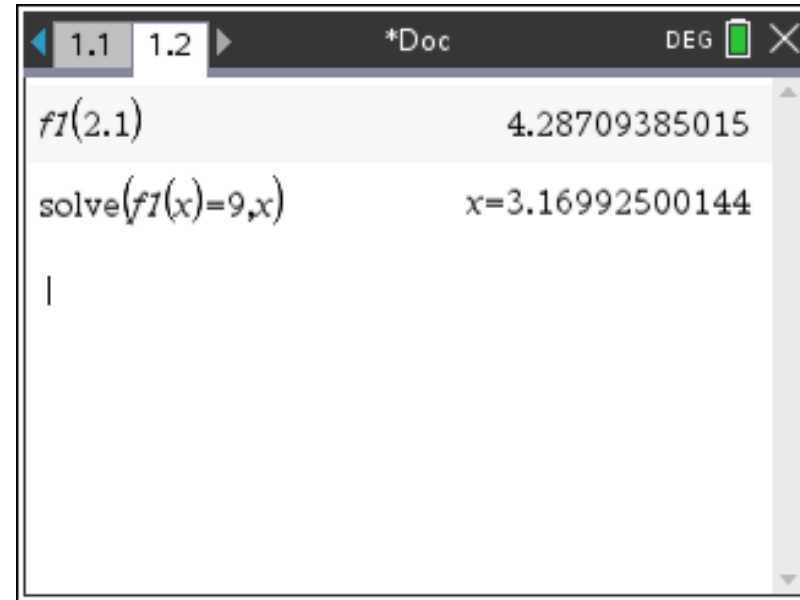 1.1 1.2 *Doc DEG
f1(2.1) 4.28709385015
solve(f1(x)=9,x) x=3.16992500144